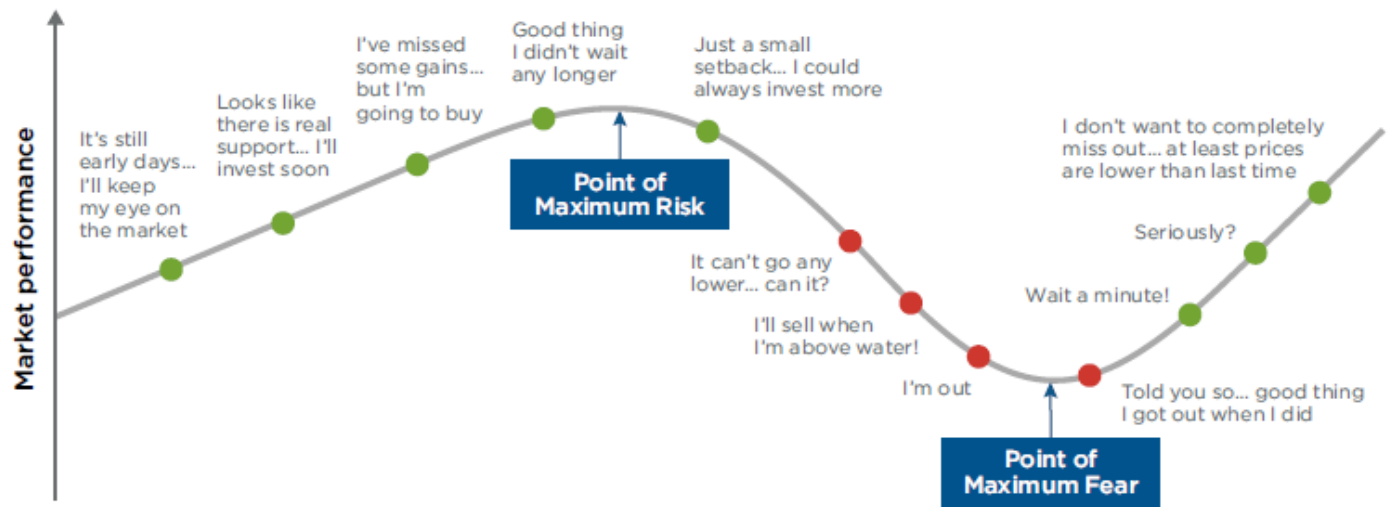 Market performance
It's still
early days...
I'll keep
my eye on
the market
Looks like
there is real
support... I'll
invest soon
I've missed
some gains...
but I'm
going to buy
Good thing
I didn't wait
any longer
Point of
Maximum Risk
Just a small
setback... I could
always invest more
It can't go any
lower... can it?
I'll sell when
I'm above water!
I'm out
Point of
Maximum Fear
Told you so... good thing
I got out when I did
Wait a minute!
Seriously?
I don't want to completely
miss out... at least prices
are lower than last time